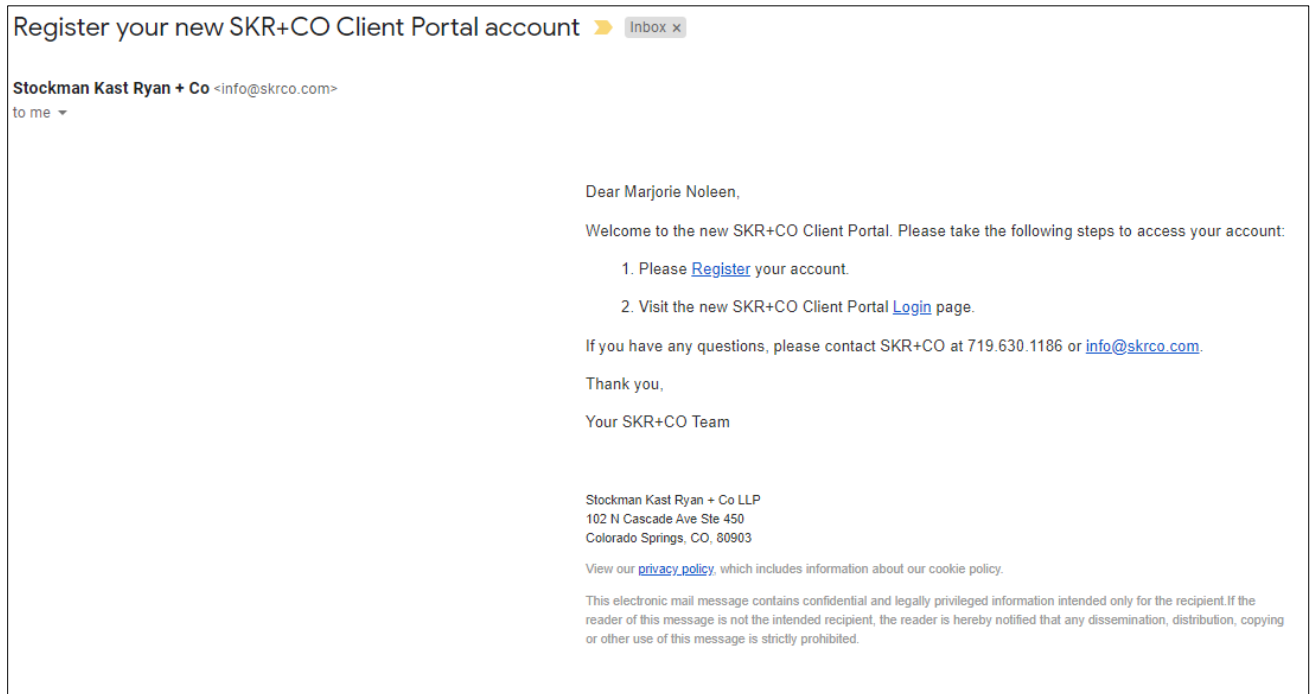 Register your new SKR+CO Client Portal account Inbox x
Stockman Kast Ryan + Co <info@skrco.com>
to me
Dear Marjorie Noleen,
Welcome to the new SKR+CO Client Portal. Please take the following steps to access your account:
1. Please Register your account.
2. Visit the new SKR+CO Client Portal Login page.
If you have any questions, please contact SKR+CO at 719.630.1186 or info@skrco.com.
Thank you,
Your SKR+CO Team
Stockman Kast Ryan + Co LLP
102 N Cascade Ave Ste 450
Colorado Springs, CO, 80903
View our privacy policy, which includes information about our cookie policy.
This electronic mail message contains confidential and legally privileged information intended only for the recipient.If the
reader of this message is not the intended recipient, the reader is hereby notified that any dissemination, distribution, copying
or other use of this message is strictly prohibited.